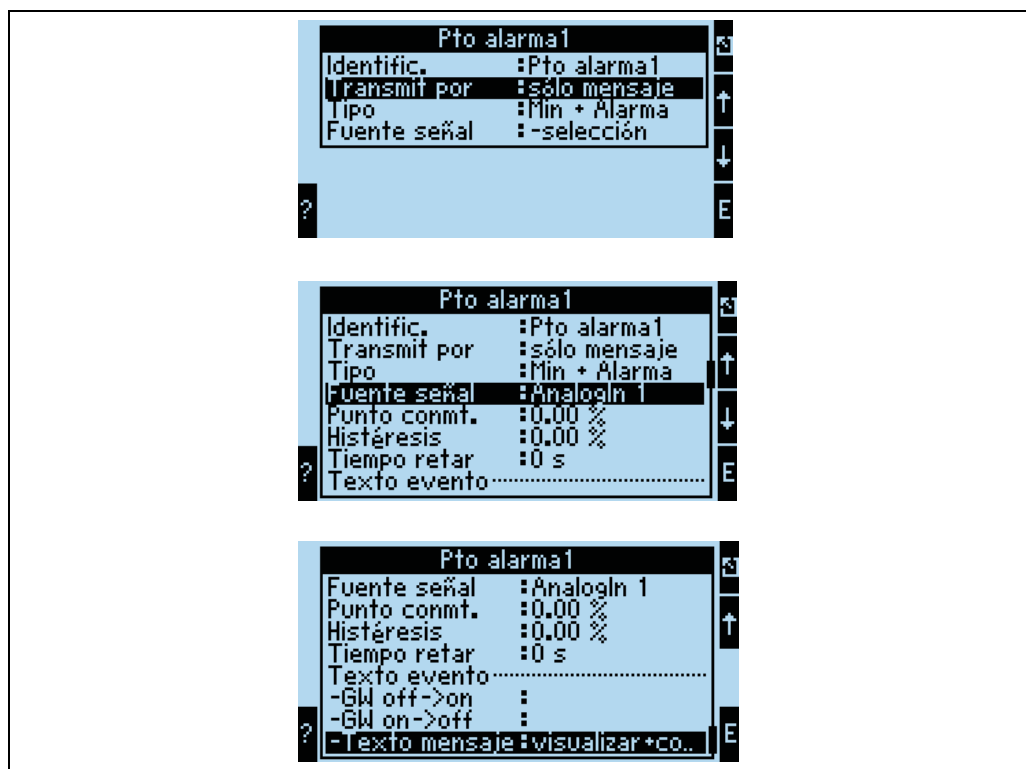 Pto alarma1
Identific. :Pto alarma1
Transmit por :sólo mensaje
Tipo :Min + Alarma
Fuente señal :-selección
?
E
Pto alarma1
Identific. :Pto alarma1
Transmit por :sólo mensaje
Tipo :Min + Alarma
Fuente señal :AnalogIn 1
Punto conmt. :0.00 %
Histéresis :0.00 %
Tiempo retar :0 s
Texto evento
?
E
Pto alarma1
Fuente señal :AnalogIn 1
Punto conmt. :0.00 %
Histéresis :0.00 %
Tiempo retar :0 s
Texto evento
-GW off->on :
-GW on->off :
-Texto mensaje :visualizar+co..
?
E